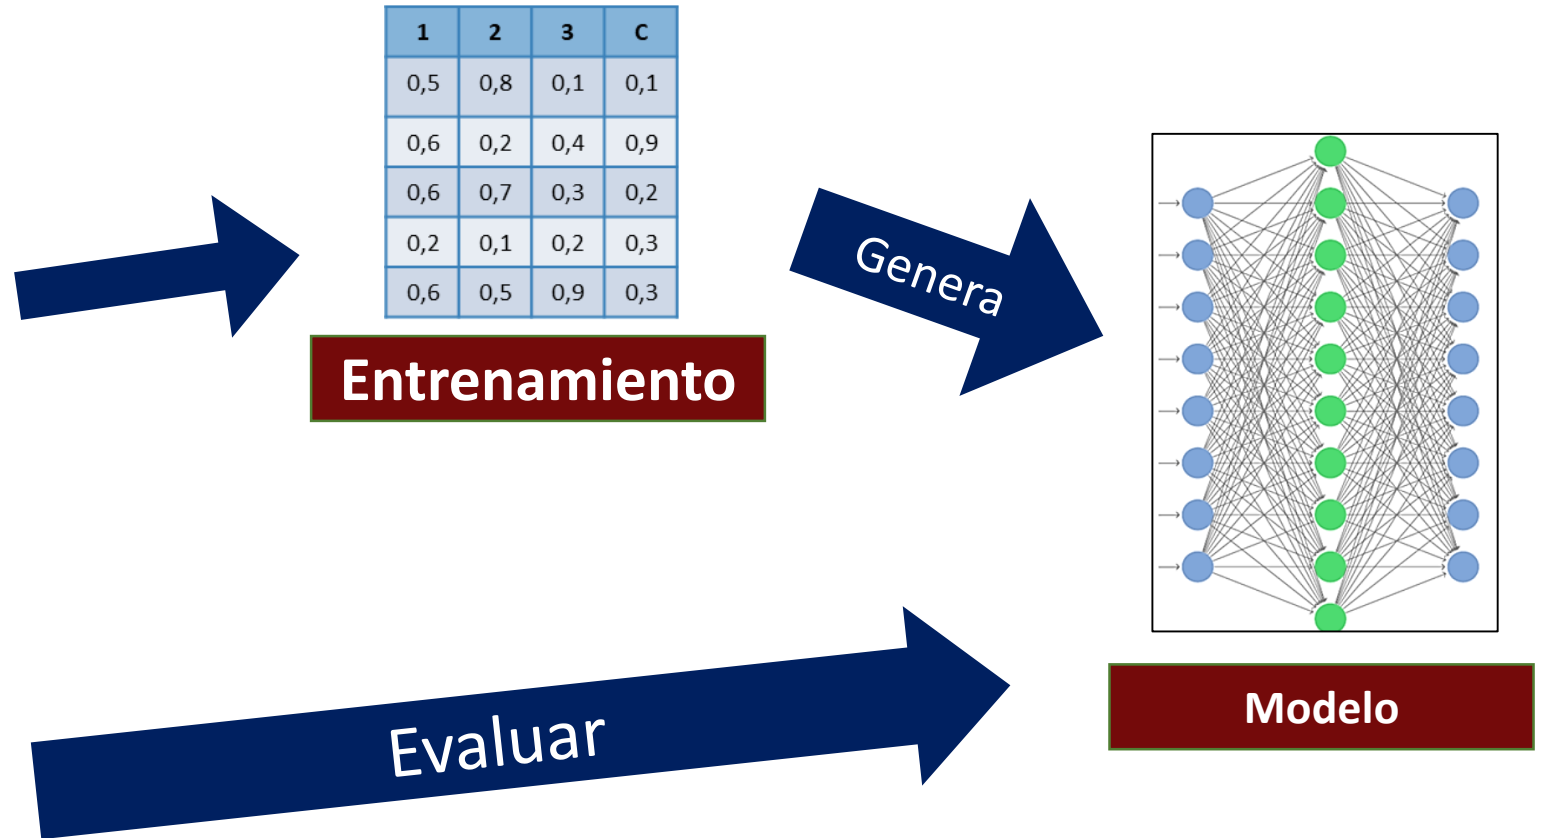 1 2 3 C
0,5 0,8 0,1 0,1
0,6 0,2 0,4 0,9
0,6 0,7 0,3 0,2
0,2 0,1 0,2 0,3
0,6 0,5 0,9 0,3
Entrenamiento
Genera
Evaluar
Modelo